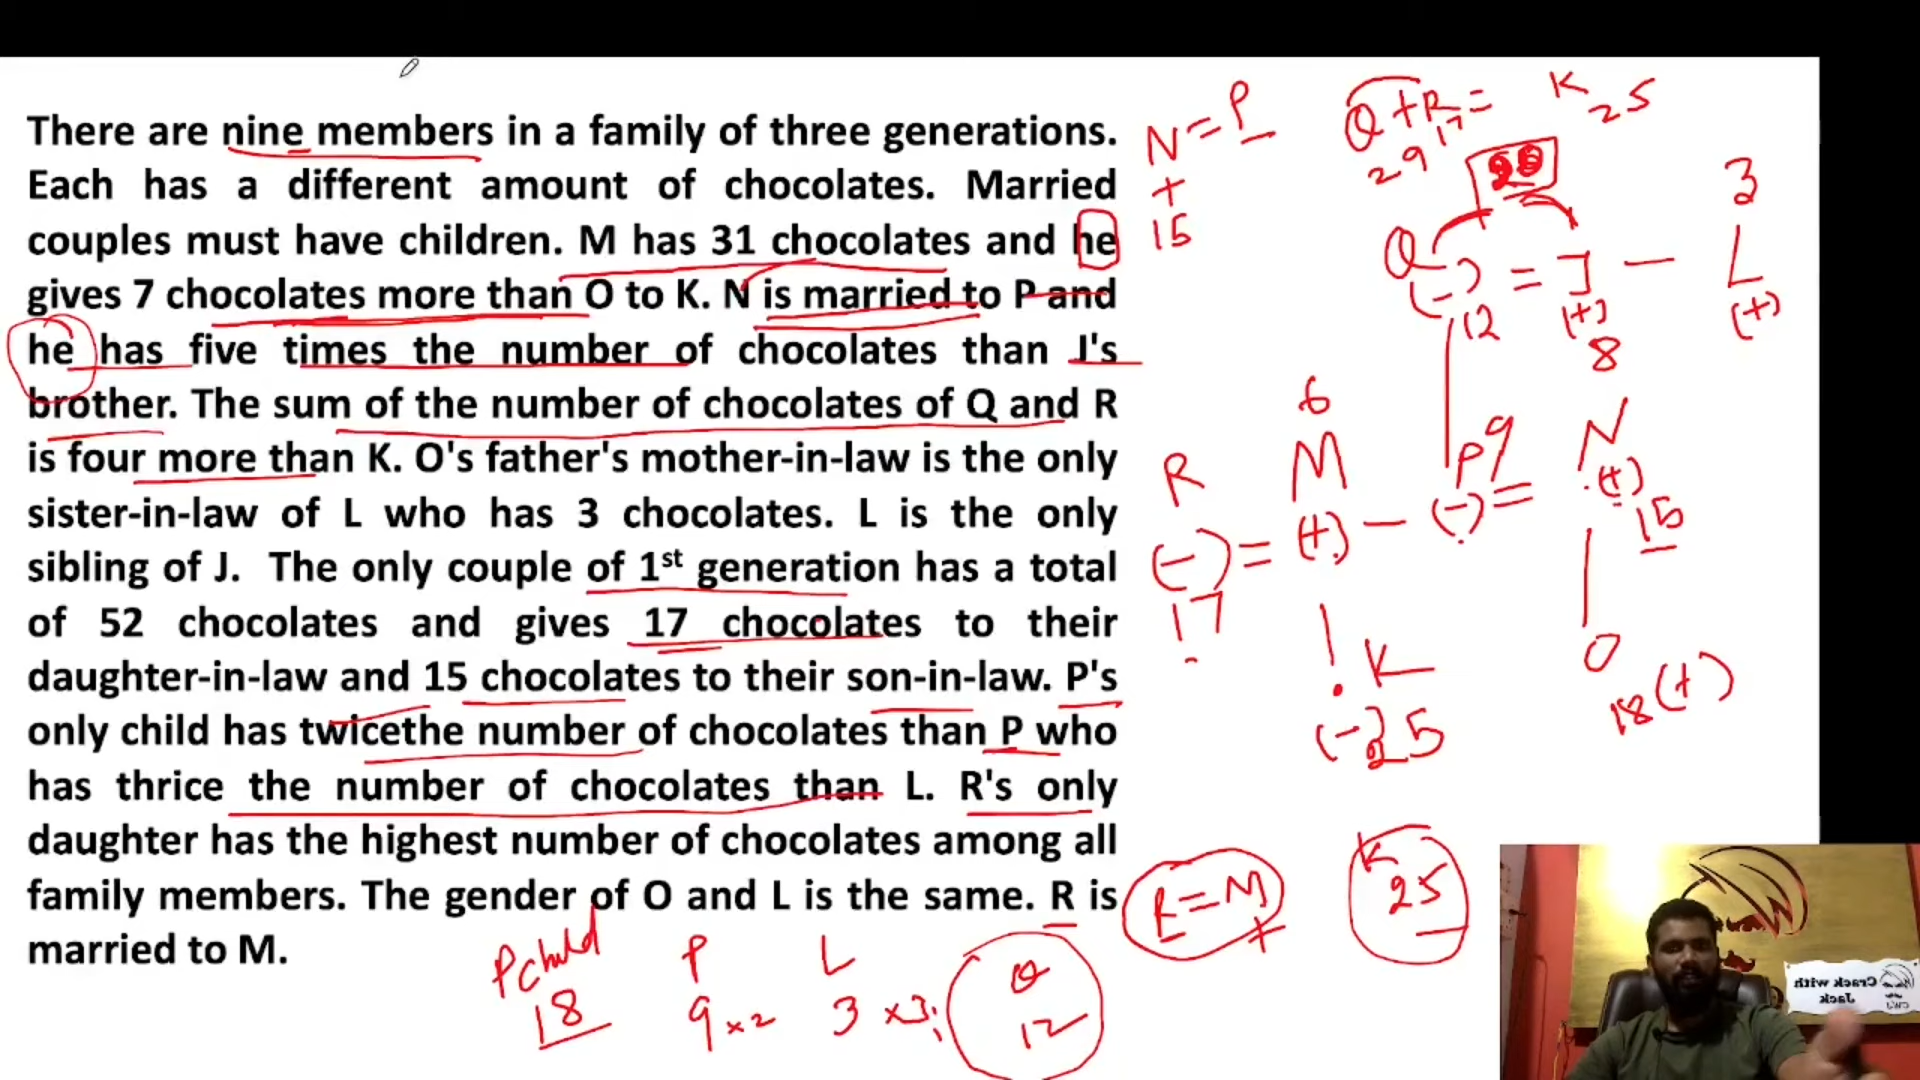 There are nine members in a family of three generations.
Each has a different amount of chocolates. Married
couples must have children. M has 31 chocolates and he
gives 7 chocolates more than O to K. N is married to P and
he has five times the number of chocolates than J's
brother. The sum of the number of chocolates of Q and R
is four more than K. O's father's mother-in-law is the only
sister-in-law of L who has 3 chocolates. L is the only
sibling of J. The only couple of 1st generation has a total
of 52 chocolates and gives 17 chocolates to their
daughter-in-law and 15 chocolates to their son-in-law. P's
only child has twicethe number of chocolates than P who
has thrice the number of chocolates than L. R's only
daughter has the highest number of chocolates among all
family members. The gender of O and L is the same. R is
married to M.
P child P L Q
18 9 x2 3 x3 12
N = P
+
15
Q + R = K 25
29 17
3
Q = J — L
(-) (+) (+)
12 8
6
R M P 9 N
(-) = (+) — (-) = (+)
17 15
K O
(-) 25 18 (+)
R = M
+
K
25
Crack with
Jack